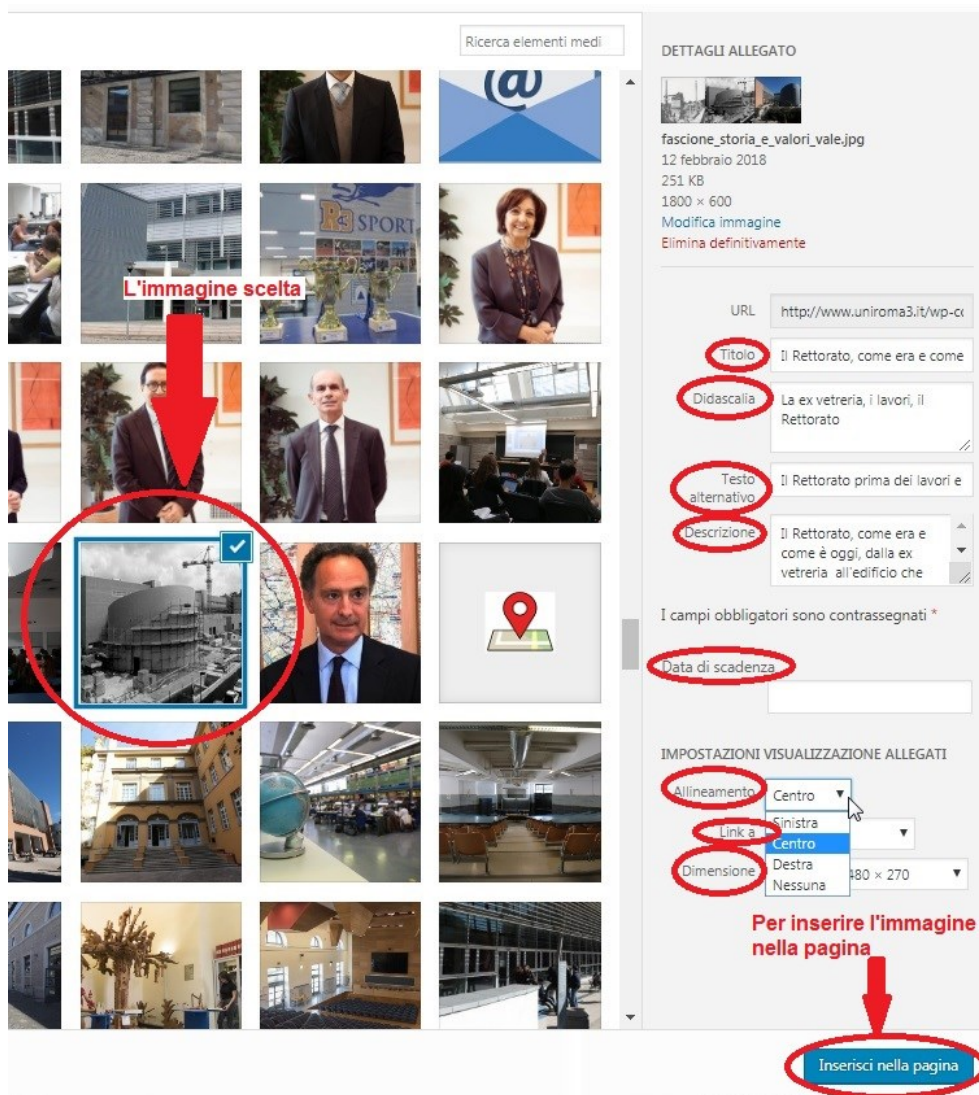 Ricerca elementi medi
@
R3 SPORT
L'immagine scelta
DETTAGLI ALLEGATO
fascione_storia_e_valori_vale.jpg
12 febbraio 2018
251 KB
1800 × 600
Modifica immagine
Elimina definitivamente
URL http://www.uniroma3.it/wp-co
Titolo Il Rettorato, come era e come
Didascalia La ex vetreria, i lavori, il
Rettorato
Testo
alternativo Il Rettorato prima dei lavori e
Descrizione Il Rettorato, come era e
come è oggi, dalla ex
vetreria all'edificio che
I campi obbligatori sono contrassegnati *
Data di scadenza
IMPOSTAZIONI VISUALIZZAZIONE ALLEGATI
Allineamento Centro
Sinistra
Centro
Destra
Nessuna
Link a
Dimensione 480 × 270
Per inserire l'immagine
nella pagina
Inserisci nella pagina